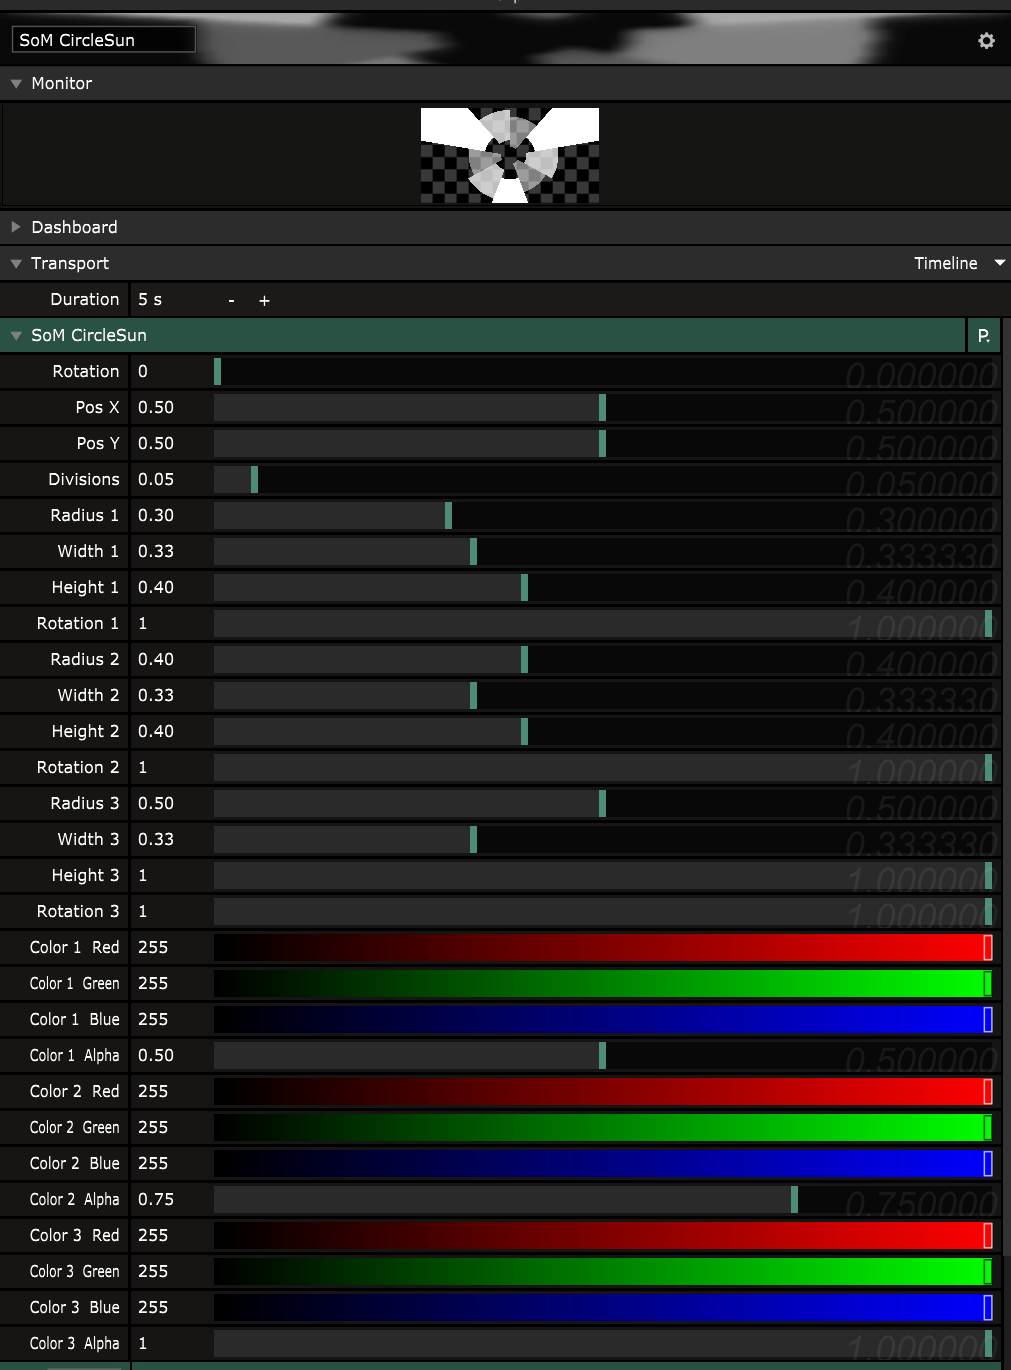 SoM CircleSun
Monitor
Dashboard
Transport Timeline
Duration 5 s - +
SoM CircleSun P.
Rotation 0 0.000000
Pos X 0.50 0.500000
Pos Y 0.50 0.500000
Divisions 0.05 0.050000
Radius 1 0.30 0.300000
Width 1 0.33 0.333330
Height 1 0.40 0.400000
Rotation 1 1 1.000000
Radius 2 0.40 0.400000
Width 2 0.33 0.333330
Height 2 0.40 0.400000
Rotation 2 1 1.000000
Radius 3 0.50 0.500000
Width 3 0.33 0.333330
Height 3 1 1.000000
Rotation 3 1 1.000000
Color 1 Red 255
Color 1 Green 255
Color 1 Blue 255
Color 1 Alpha 0.50 0.500000
Color 2 Red 255
Color 2 Green 255
Color 2 Blue 255
Color 2 Alpha 0.75 0.750000
Color 3 Red 255
Color 3 Green 255
Color 3 Blue 255
Color 3 Alpha 1 1.000000